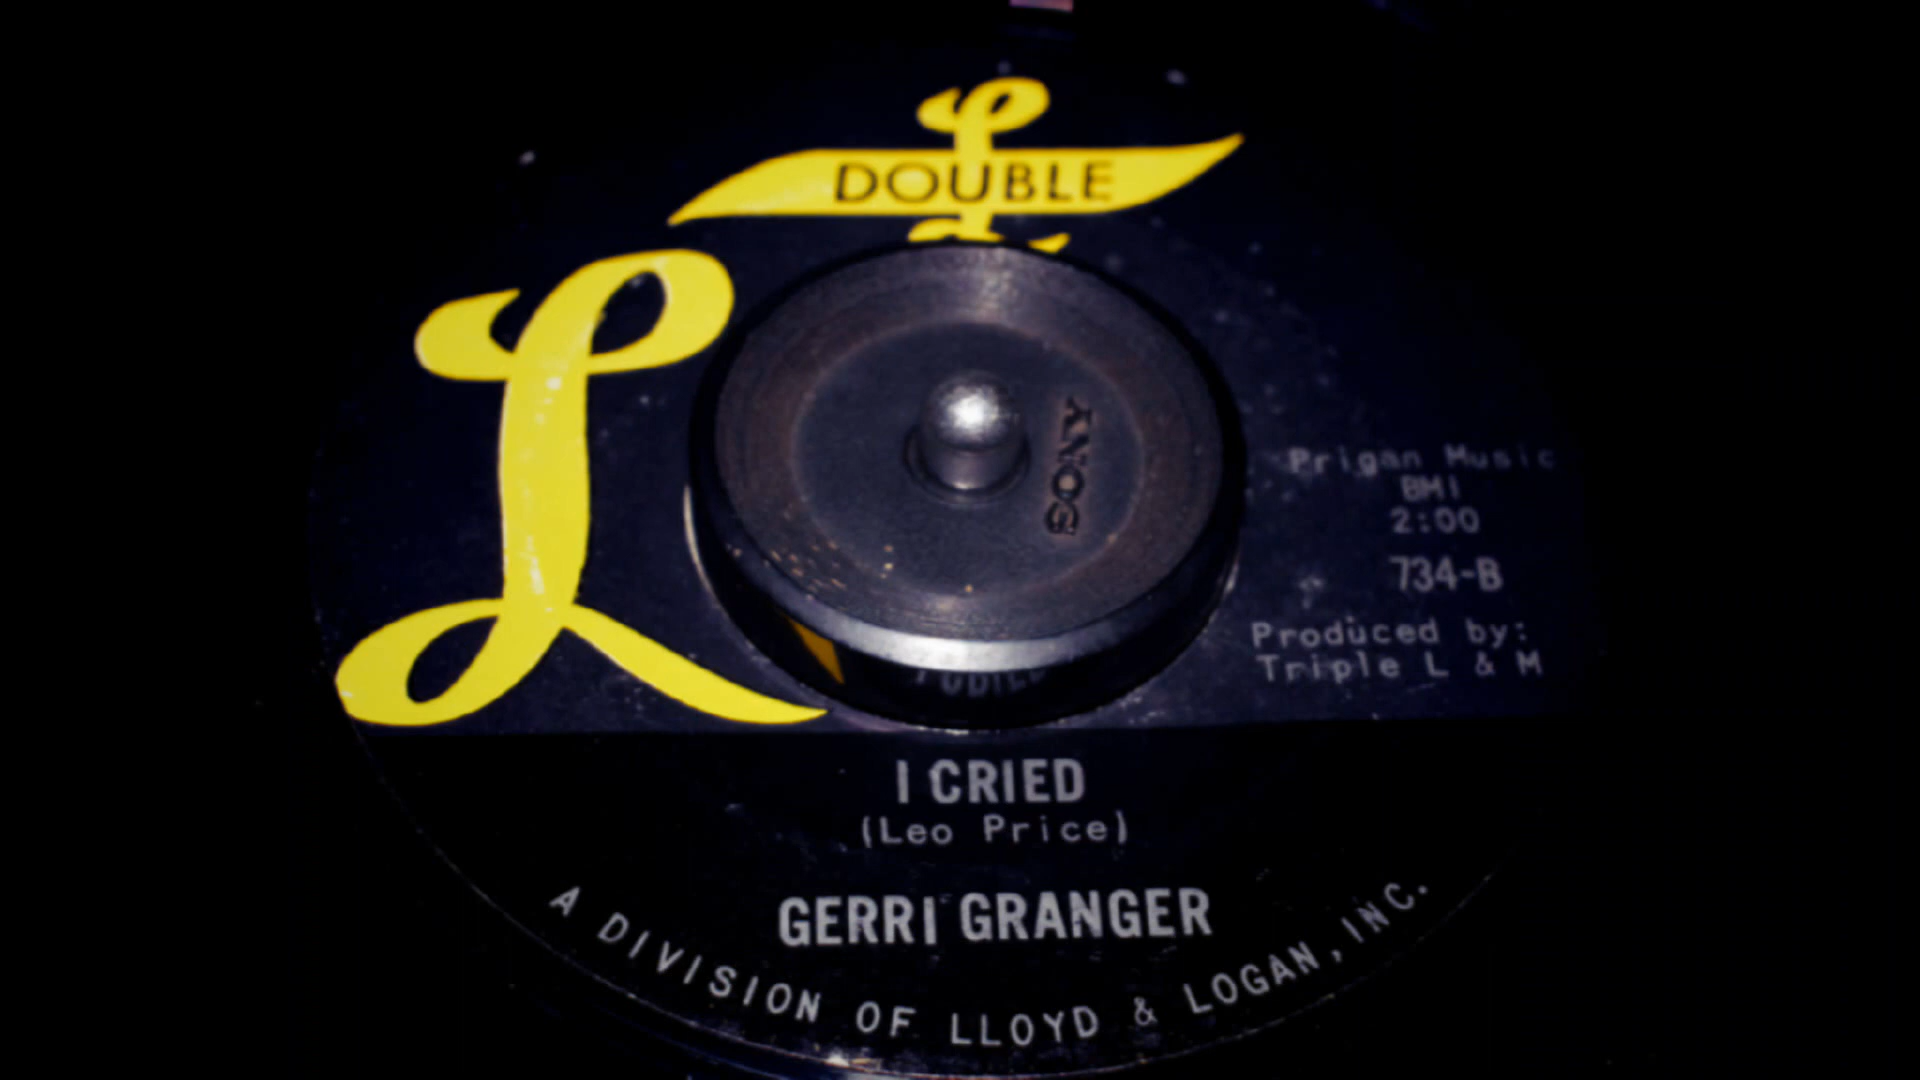 L
DOUBLE
L
SONY
Prigan Music
BMI
2:00
734-B
Produced by:
Triple L & M
I CRIED
(Leo Price)
GERRI GRANGER
A DIVISION OF LLOYD & LOGAN, INC.